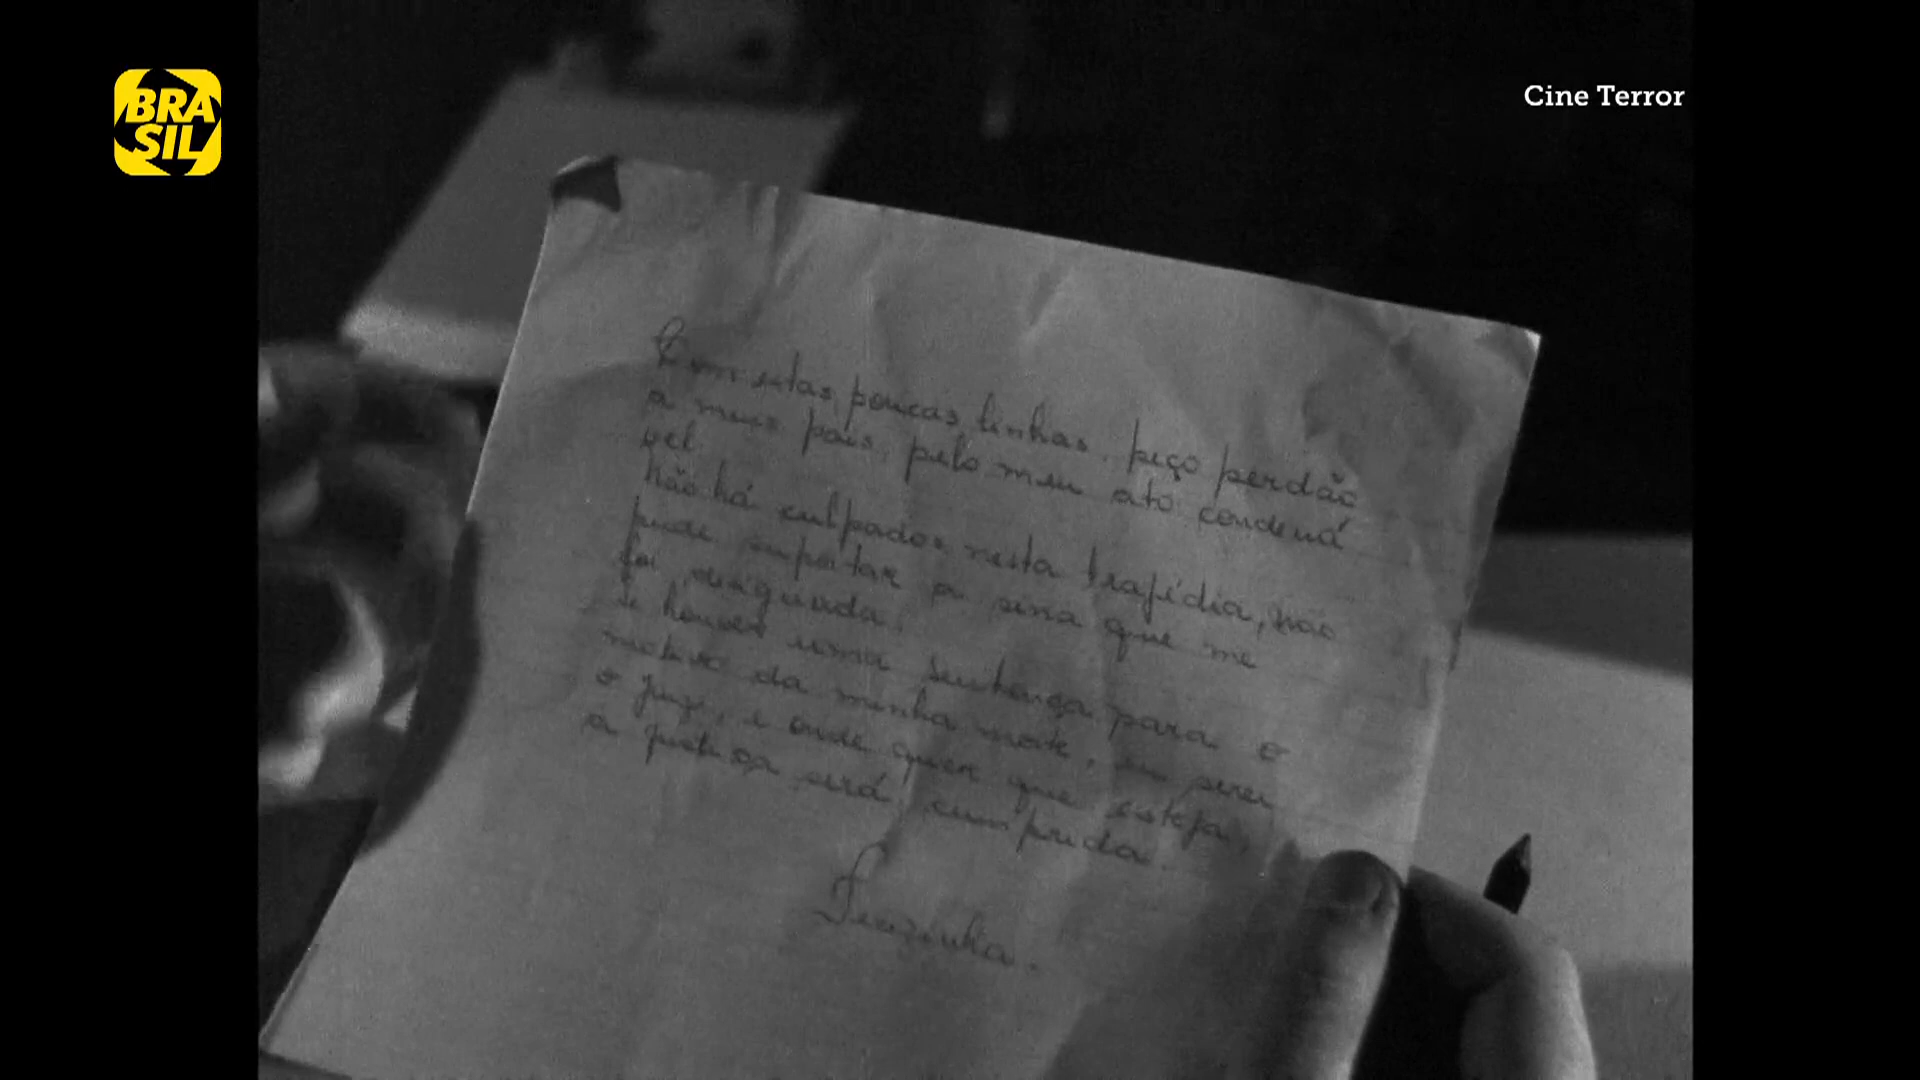 BRA
SIL
Cine Terror
Com estas poucas linhas, peço perdão
a meus pais, pelo meu ato condená
vel.
Não há culpados nesta tragédia, não
pude suportar a sina que me
foi designada.
Se houver uma sentença para o
motivo da minha morte, eu serei
o juiz, e onde quer que esteja,
a justiça será cumprida.
Terezinha.